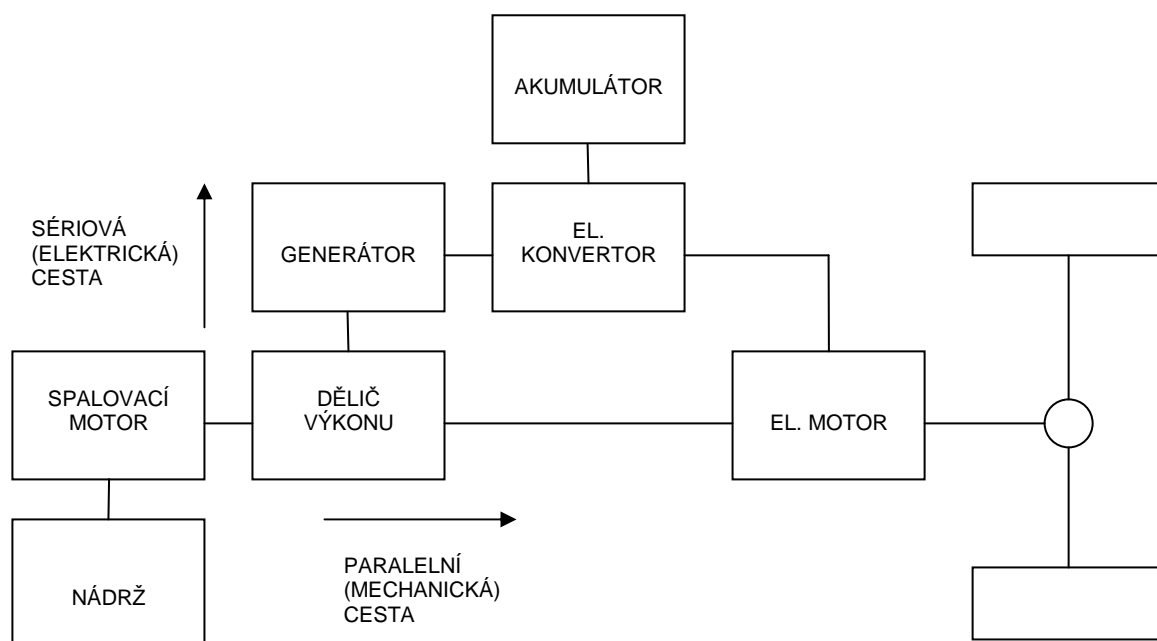 AKUMULÁTOR
SÉRIOVÁ
(ELEKTRICKÁ)
CESTA
GENERÁTOR
EL.
KONVERTOR
SPALOVACÍ
MOTOR
DĚLIČ
VÝKONU
EL. MOTOR
NÁDRŽ
PARALELNÍ
(MECHANICKÁ)
CESTA